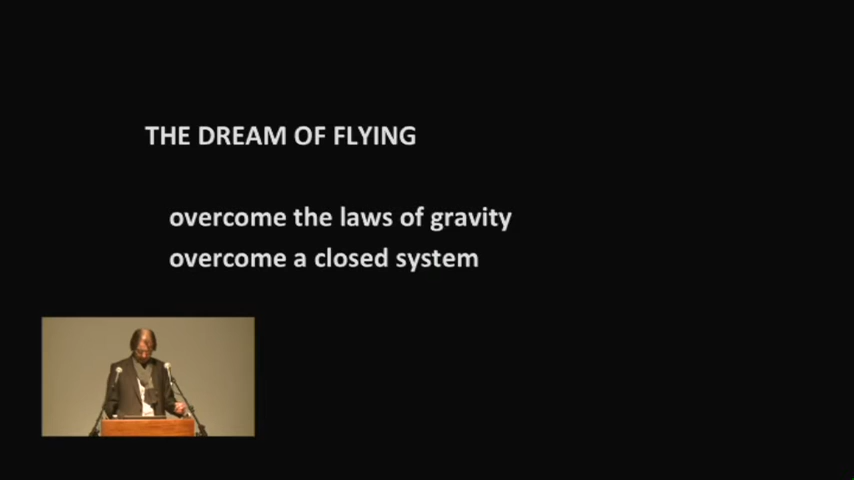 THE DREAM OF FLYING
overcome the laws of gravity
overcome a closed system